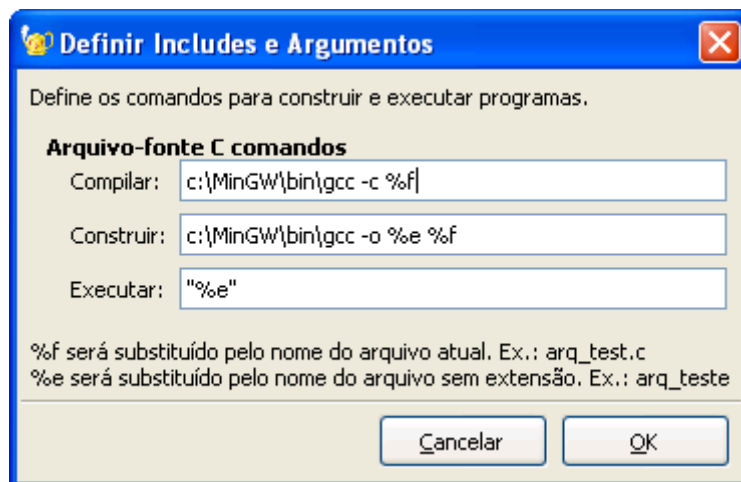 Definir Includes e Argumentos
Define os comandos para construir e executar programas.
Arquivo-fonte C comandos
Compilar: c:\MinGW\bin\gcc -c %f
Construir: c:\MinGW\bin\gcc -o %e %f
Executar: "%e"
%f será substituído pelo nome do arquivo atual. Ex.: arq_test.c
%e será substituído pelo nome do arquivo sem extensão. Ex.: arq_teste
Cancelar OK